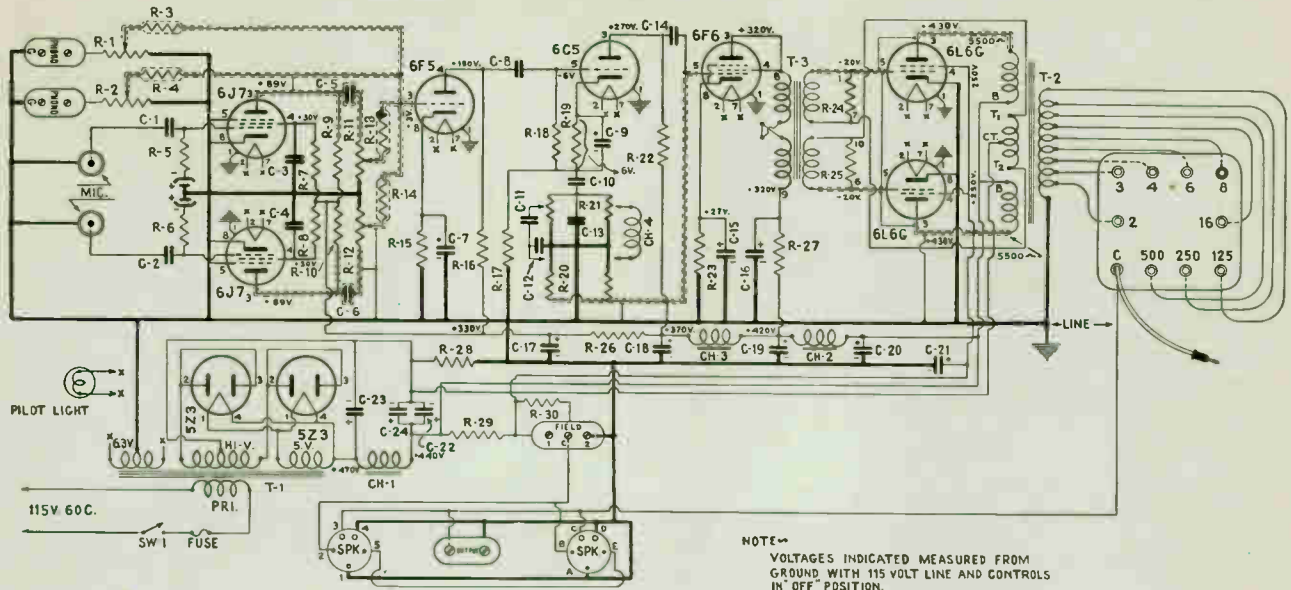 PHONO
R-1
R-3
R-4
PHONO
R-2
C-1
MIC.
C-2
R-5
R-6
6J7
+89V.
C-5
+30V
C-3
R-7
R-9
R-11
R-13
R-14
C-4
R-8
R-10
R-12
6J7
+89V.
C-6
6F5
+180V.
3V.
R-15
C-7
R-16
C-8
6C5
+270V.
-6V
R-18
R-19
C-9
6V.
C-10
R-17
C-11
R-21
C-13
C-12
R-20
CH-4
C-14
R-22
6F6
+320V.
T-3
B
+320V
+27V.
R-23
C-15
C-16
R-27
-20V.
R-24
R-25
-20V.
6L6G
+430V.
5500~
250V.
B
T1
C.T.
T2
B
250V.
6L6G
+430V.
5500~
T-2
3 4 6 8
2 16
C 500 250 125
LINE
+330V.
C-17
R-26
C-18
+370V.
CH-3
+420V.
C-19
CH-2
C-20
C-21
R-28
PILOT LIGHT
x
x
5Z3
5Z3
6.3V
HI-V.
5V.
T-1
+470V
C-23
C-24
C-22
CH-1
+440V.
R-29
R-30
FIELD
1 C 2
PRI.
115V 60C.
SW 1
FUSE
SPK
OUTPUT
SPK
NOTE~
VOLTAGES INDICATED MEASURED FROM
GROUND WITH 115 VOLT LINE AND CONTROLS
IN "OFF" POSITION.